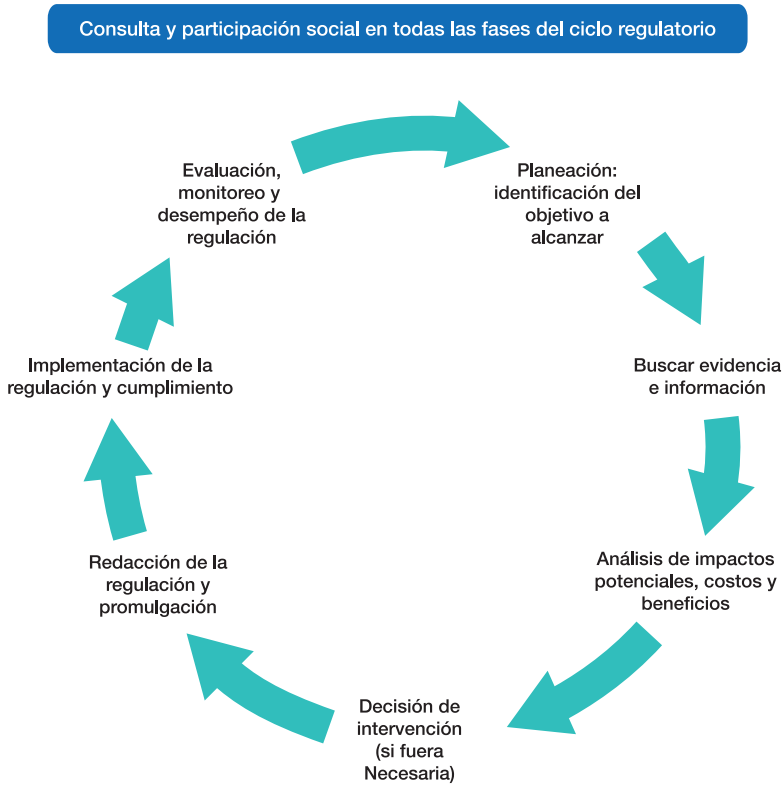 Consulta y participación social en todas las fases del ciclo regulatorio
Planeación:
identificación del
objetivo a
alcanzar
Buscar evidencia
e información
Análisis de impactos
potenciales, costos y
beneficios
Decisión de
intervención
(si fuera
Necesaria)
Redacción de la
regulación y
promulgación
Implementación de la
regulación y cumplimiento
Evaluación,
monitoreo y
desempeño de la
regulación